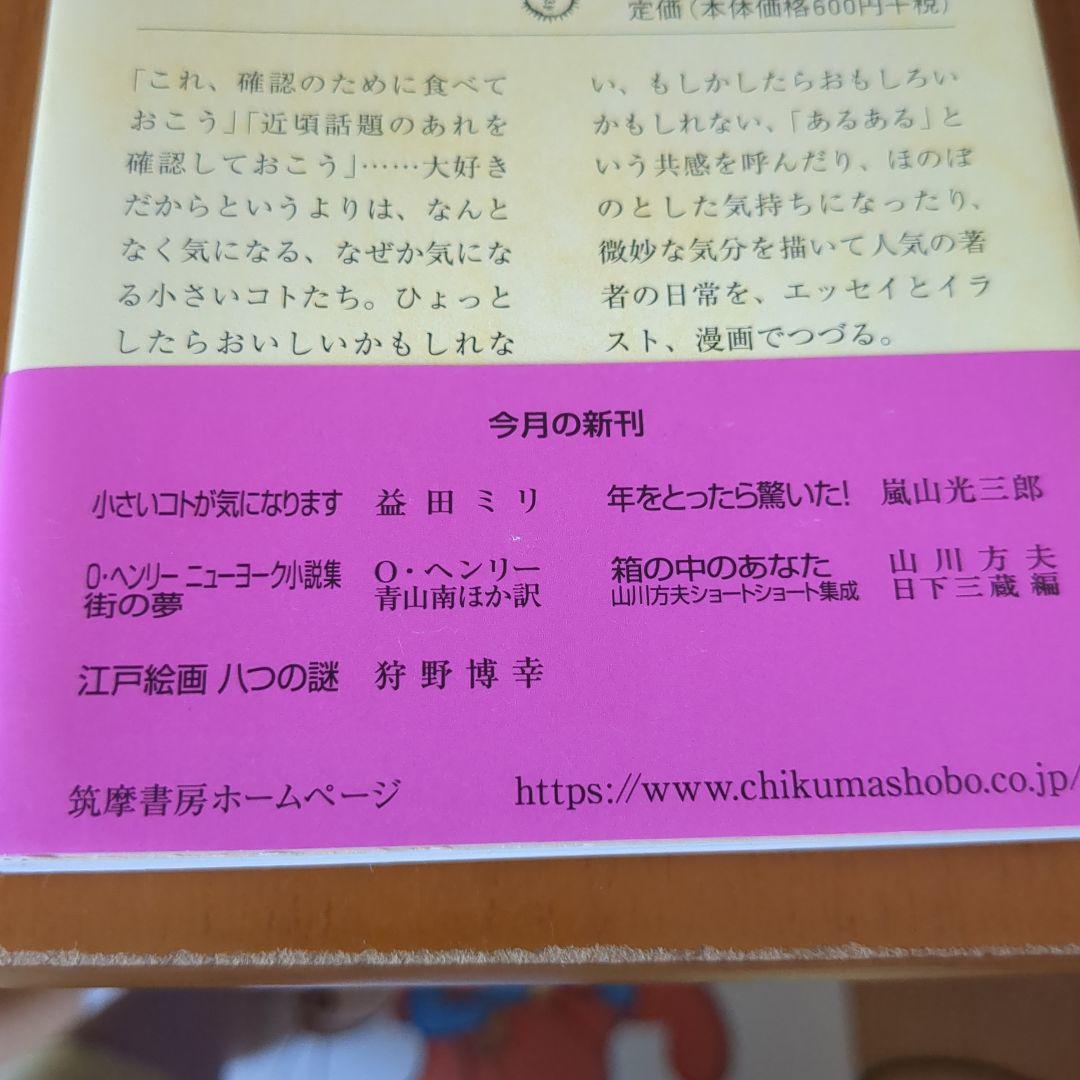 定価(本体価格600円+税)
「これ、確認のために食べて
おこう」「近頃話題のあれを
確認しておこう」……大好き
だからというよりは、なんと
なく気になる、なぜか気にな
る小さいコトたち。ひょっと
したらおいしいかもしれな
い、もしかしたらおもしろい
かもしれない、「あるある」と
いう共感を呼んだり、ほのぼ
のとした気持ちになったり、
微妙な気分を描いて人気の著
者の日常を、エッセイとイラ
スト、漫画でつづる。
今月の新刊
小さいコトが気になります 益田ミリ
O・ヘンリー ニューヨーク小説集
街の夢
O・ヘンリー
青山南ほか訳
江戸絵画 八つの謎 狩野博幸
年をとったら驚いた! 嵐山光三郎
箱の中のあなた
山川方夫ショートショート集成
山川方夫
日下三蔵編
筑摩書房ホームページ https://www.chikumashobo.co.jp/